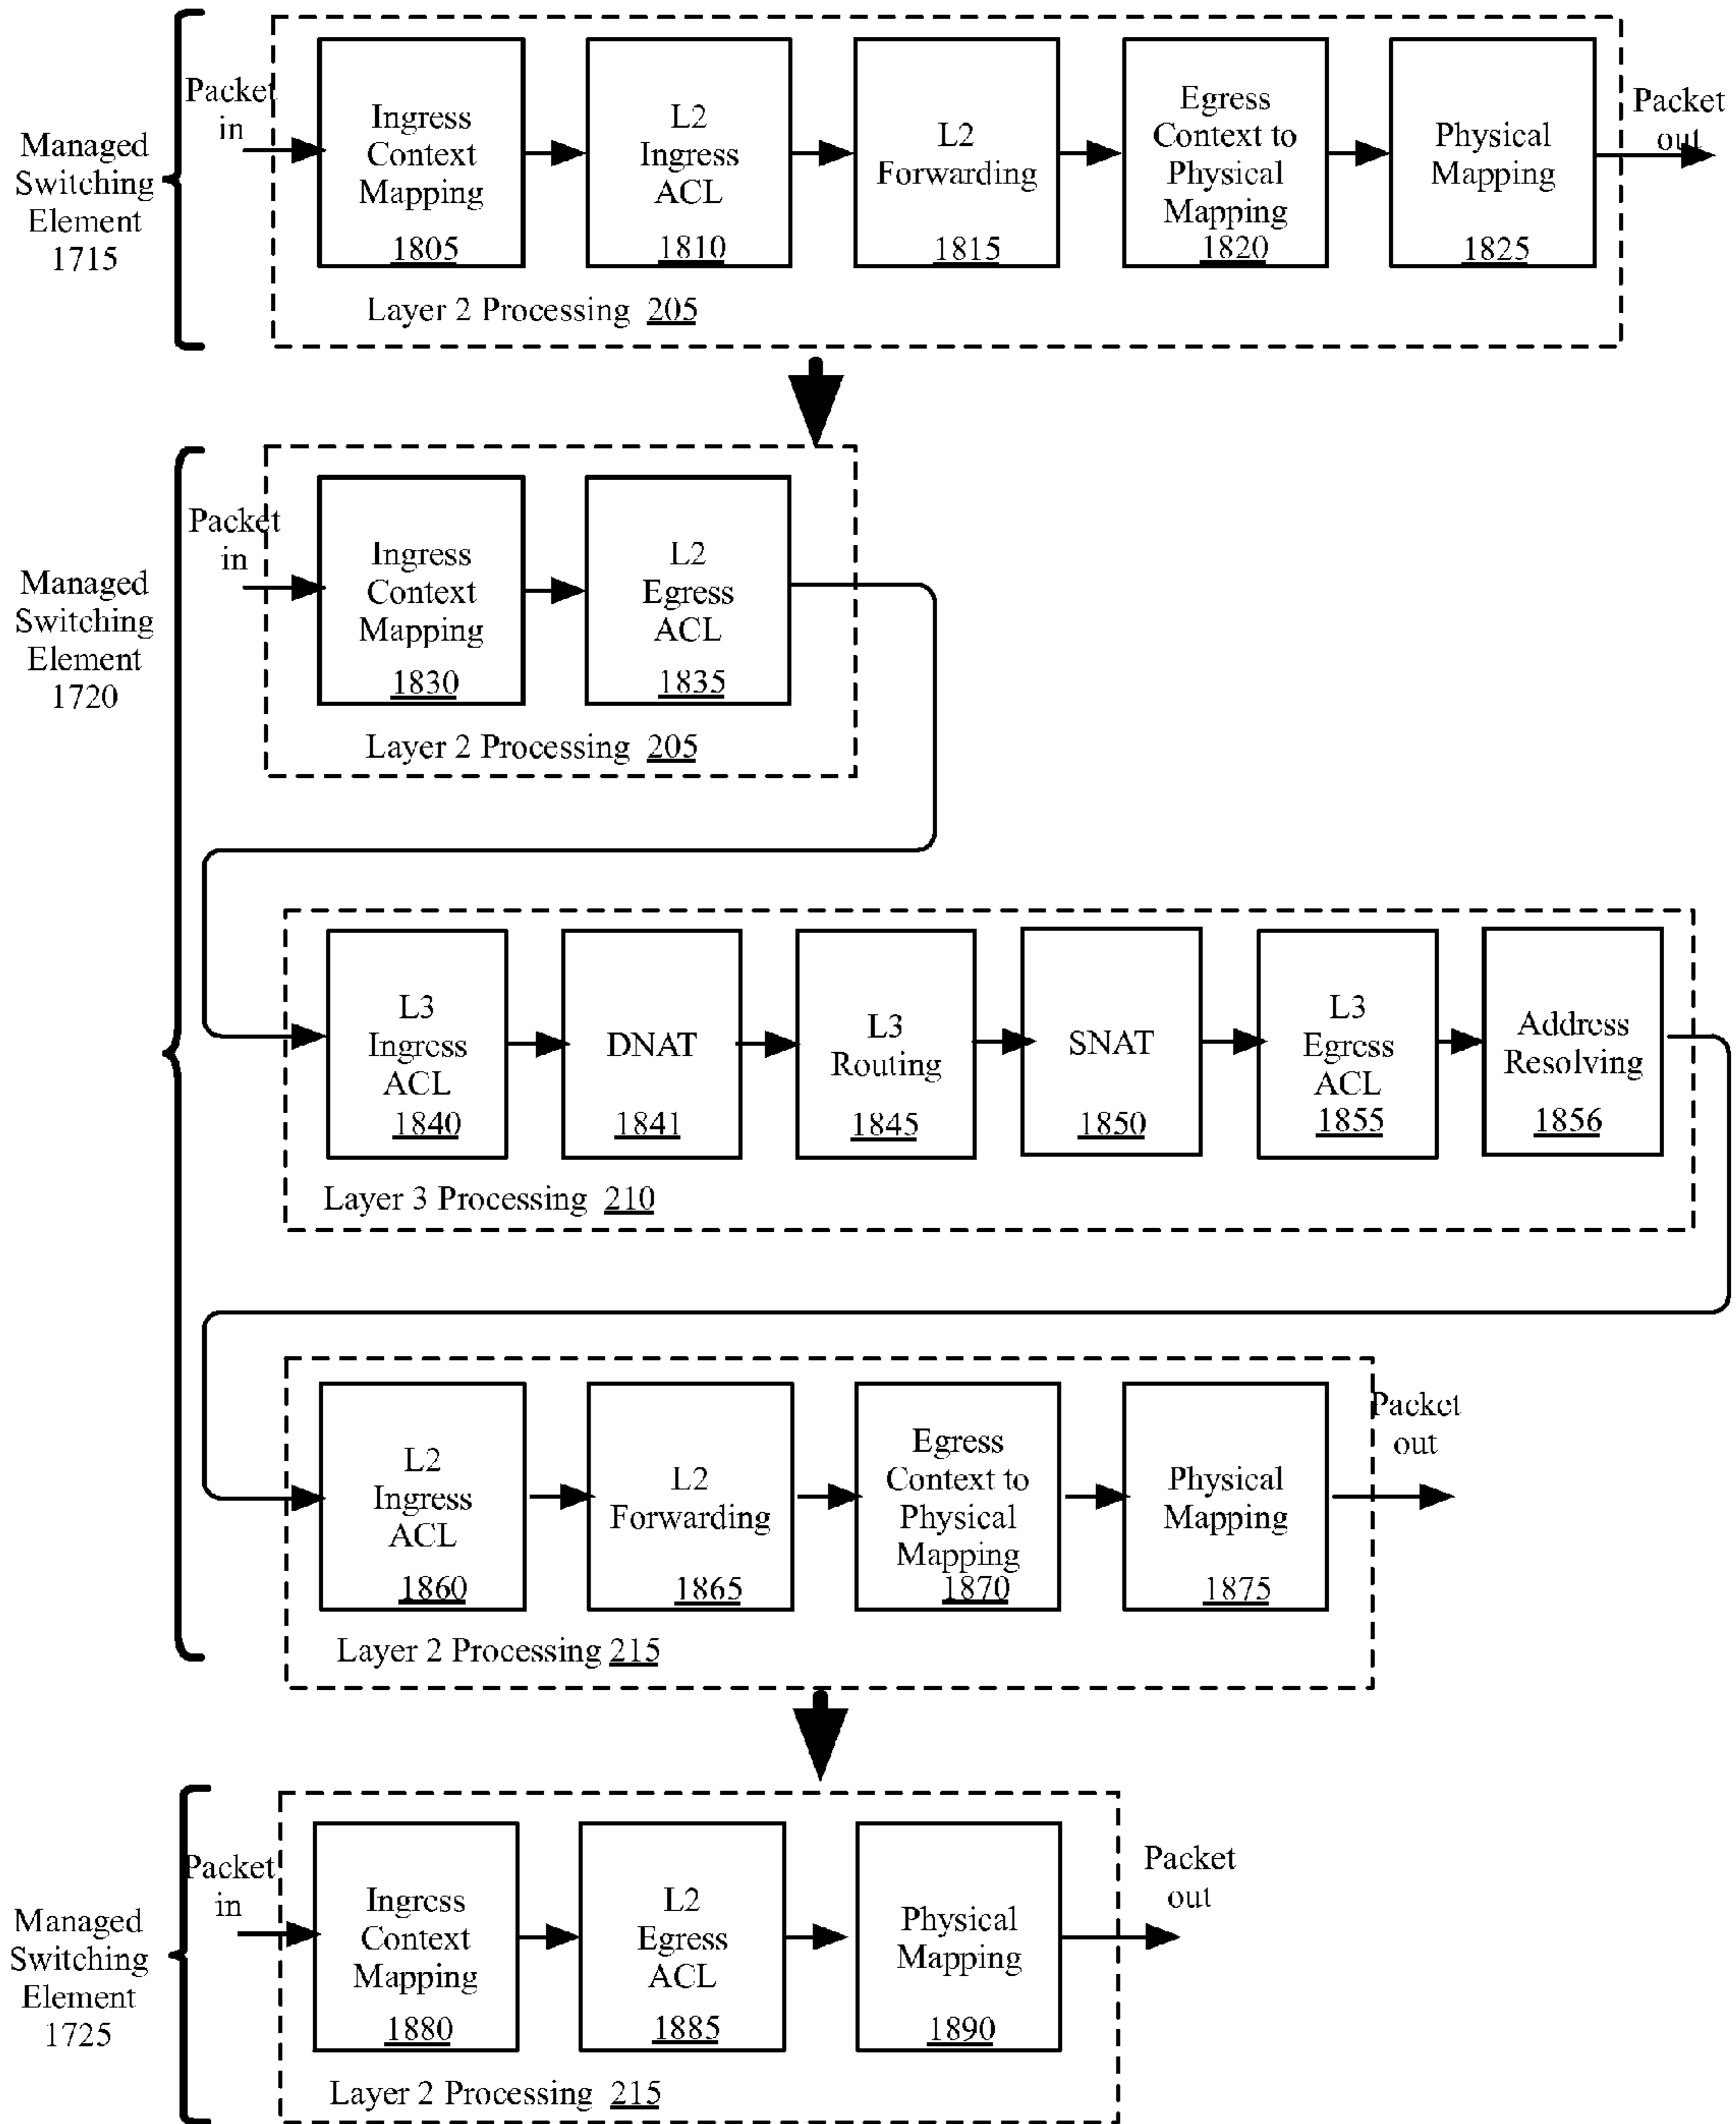 Managed
Switching
Element
1715
Packet
in
Ingress
Context
Mapping
1805
L2
Ingress
ACL
1810
L2
Forwarding
1815
Egress
Context to
Physical
Mapping
1820
Physical
Mapping
1825
Packet
out
Layer 2 Processing 205
Managed
Switching
Element
1720
Packet
in
Ingress
Context
Mapping
1830
L2
Egress
ACL
1835
Layer 2 Processing 205
L3
Ingress
ACL
1840
DNAT
1841
L3
Routing
1845
SNAT
1850
L3
Egress
ACL
1855
Address
Resolving
1856
Layer 3 Processing 210
L2
Ingress
ACL
1860
L2
Forwarding
1865
Egress
Context to
Physical
Mapping
1870
Physical
Mapping
1875
Packet
out
Layer 2 Processing 215
Managed
Switching
Element
1725
Packet
in
Ingress
Context
Mapping
1880
L2
Egress
ACL
1885
Physical
Mapping
1890
Packet
out
Layer 2 Processing 215